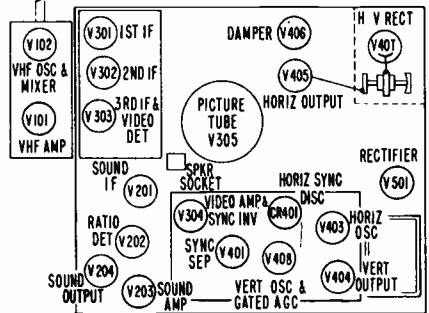 H V RECT
V301 1ST IF
DAMPER V406
V40T
V102
VHF OSC &
MIXER
V302 2ND IF
V405
HORIZ OUTPUT
V303 3RD IF &
VIDEO
DET
PICTURE
TUBE
V305
V101
VHF AMP
RECTIFIER
V501
SPKR
SOCKET
SOUND
IF
V201
HORIZ SYNC
DISC
VIDEO AMP &
SYNC INV
V304
CR401
V403
HORIZ
OSC
RATIO
DET
V202
SYNC
SEP
V401
V408
V404
VERT
OUTPUT
V204
SOUND
OUTPUT
V203
SOUND
AMP
VERT OSC &
GATED AGC